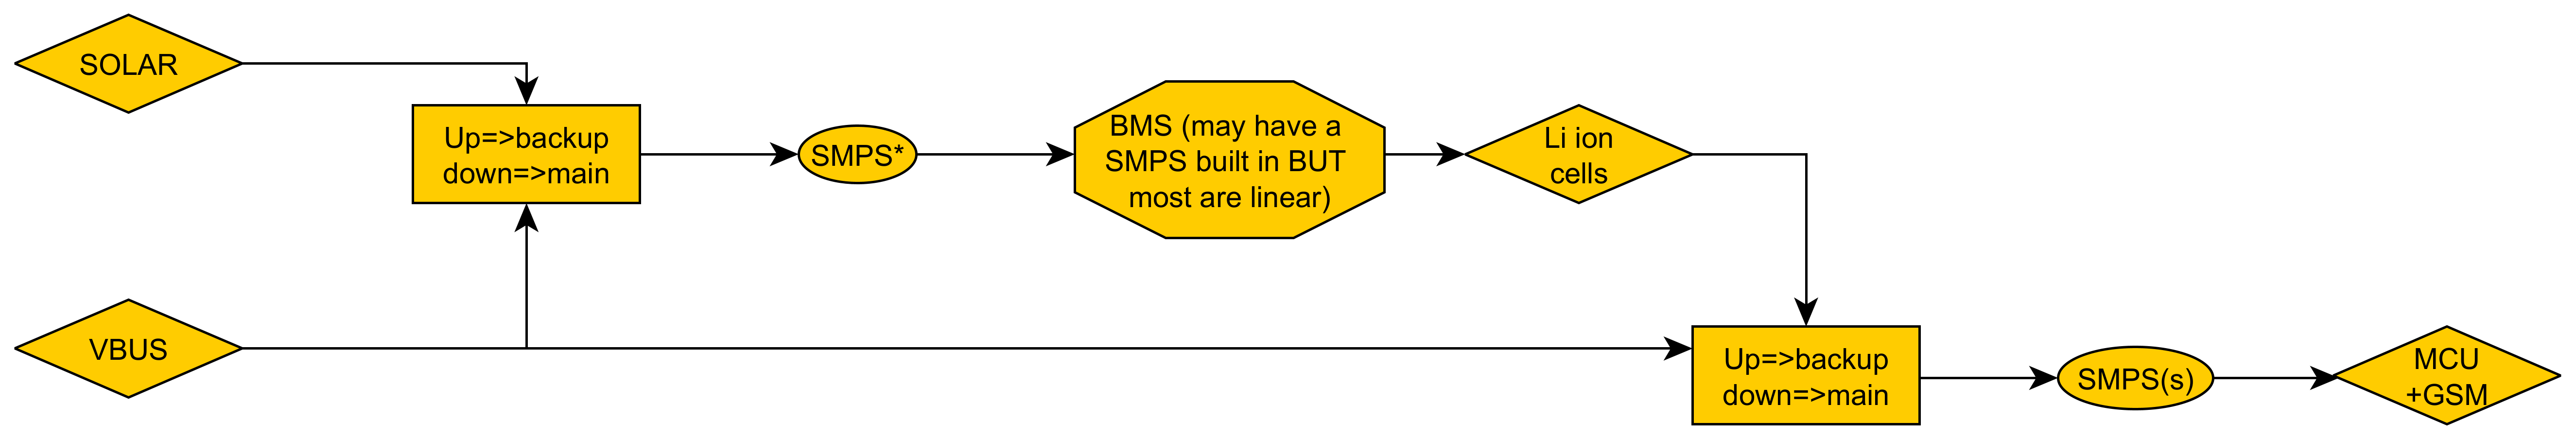 SOLAR
Up=>backup
down=>main
SMPS*
BMS (may have a
SMPS built in BUT
most are linear)
Li ion
cells
VBUS
Up=>backup
down=>main
SMPS(s)
MCU
+GSM